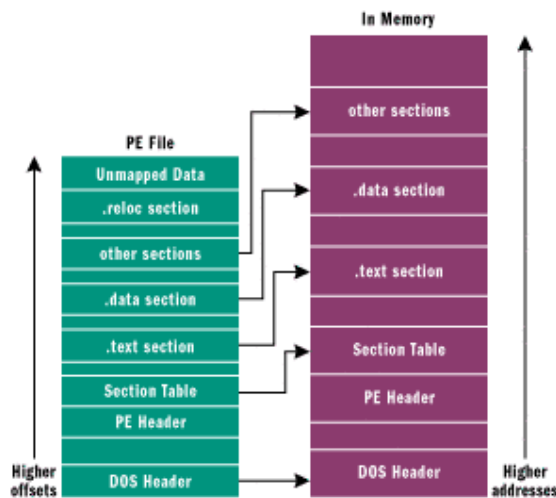 In Memory
other sections
.data section
.text section
Section Table
PE Header
DOS Header
Higher
addresses
PE File
Unmapped Data
.reloc section
other sections
.data section
.text section
Section Table
PE Header
DOS Header
Higher
offsets